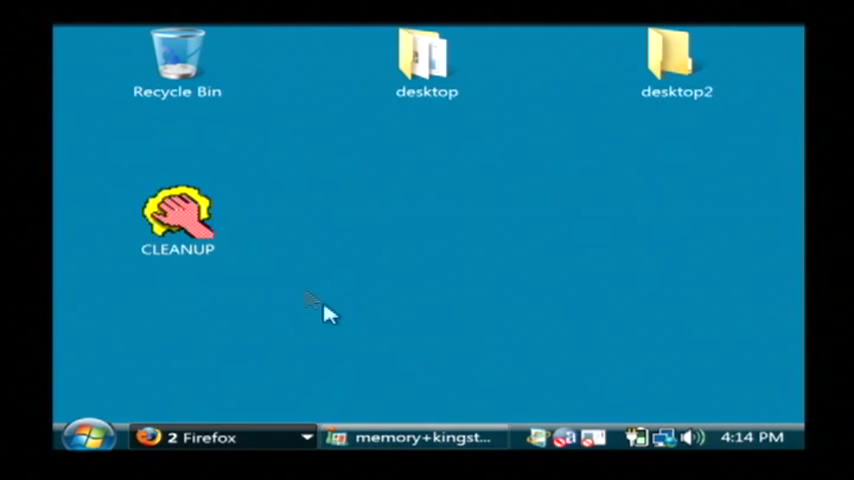 Recycle Bin
desktop
desktop2
CLEANUP
2 Firefox
memory+kingst...
4:14 PM